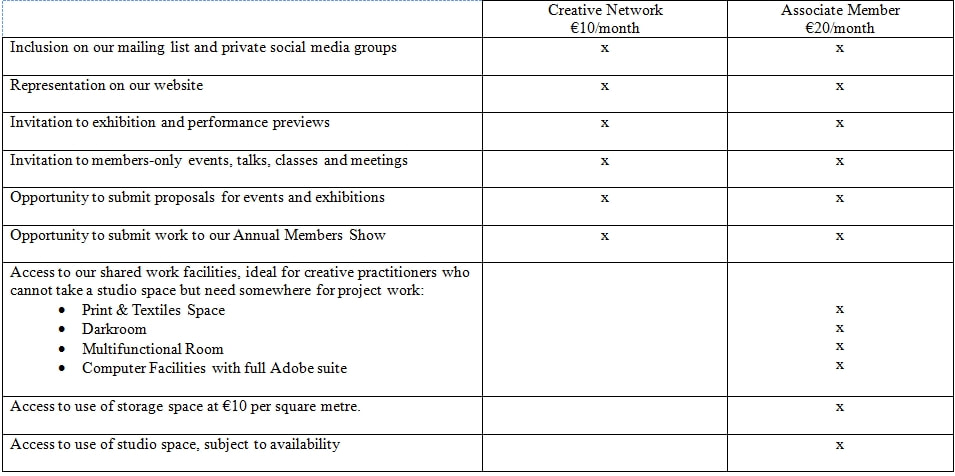 Creative Network Associate Member
€10/month €20/month
Inclusion on our mailing list and private social media groups x x
Representation on our website x x
Invitation to exhibition and performance previews x x
Invitation to members-only events, talks, classes and meetings x x
Opportunity to submit proposals for events and exhibitions x x
Opportunity to submit work to our Annual Members Show x x
Access to our shared work facilities, ideal for creative practitioners who
cannot take a studio space but need somewhere for project work:
• Print & Textiles Space x
• Darkroom x
• Multifunctional Room x
• Computer Facilities with full Adobe suite x
Access to use of storage space at €10 per square metre. x
Access to use of studio space, subject to availability x